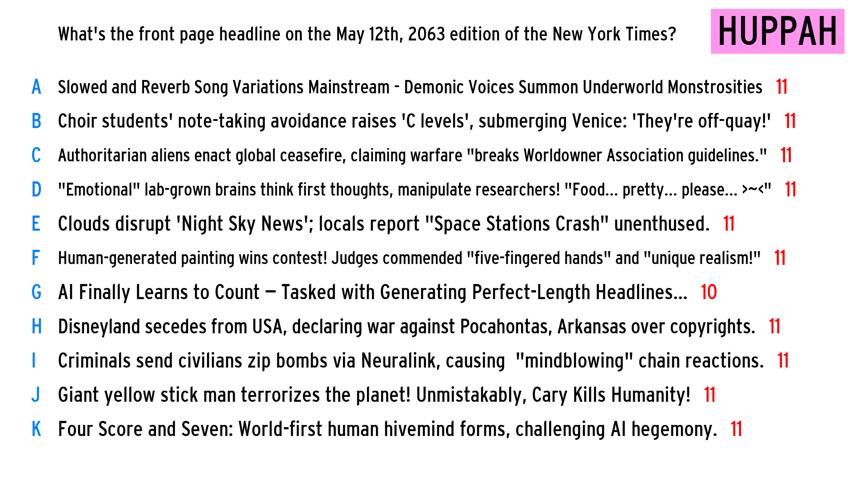 What's the front page headline on the May 12th, 2063 edition of the New York Times?
HUPPAH
A Slowed and Reverb Song Variations Mainstream - Demonic Voices Summon Underworld Monstrosities 11
B Choir students' note-taking avoidance raises 'C levels', submerging Venice: 'They're off-quay!' 11
C Authoritarian aliens enact global ceasefire, claiming warfare "breaks Worldowner Association guidelines." 11
D "Emotional" lab-grown brains think first thoughts, manipulate researchers! "Food... pretty... please... >~<" 11
E Clouds disrupt 'Night Sky News'; locals report "Space Stations Crash" unenthused. 11
F Human-generated painting wins contest! Judges commended "five-fingered hands" and "unique realism!" 11
G AI Finally Learns to Count – Tasked with Generating Perfect-Length Headlines... 10
H Disneyland secedes from USA, declaring war against Pocahontas, Arkansas over copyrights. 11
I Criminals send civilians zip bombs via Neuralink, causing  "mindblowing" chain reactions. 11
J Giant yellow stick man terrorizes the planet! Unmistakably, Cary Kills Humanity! 11
K Four Score and Seven: World-first human hivemind forms, challenging AI hegemony. 11